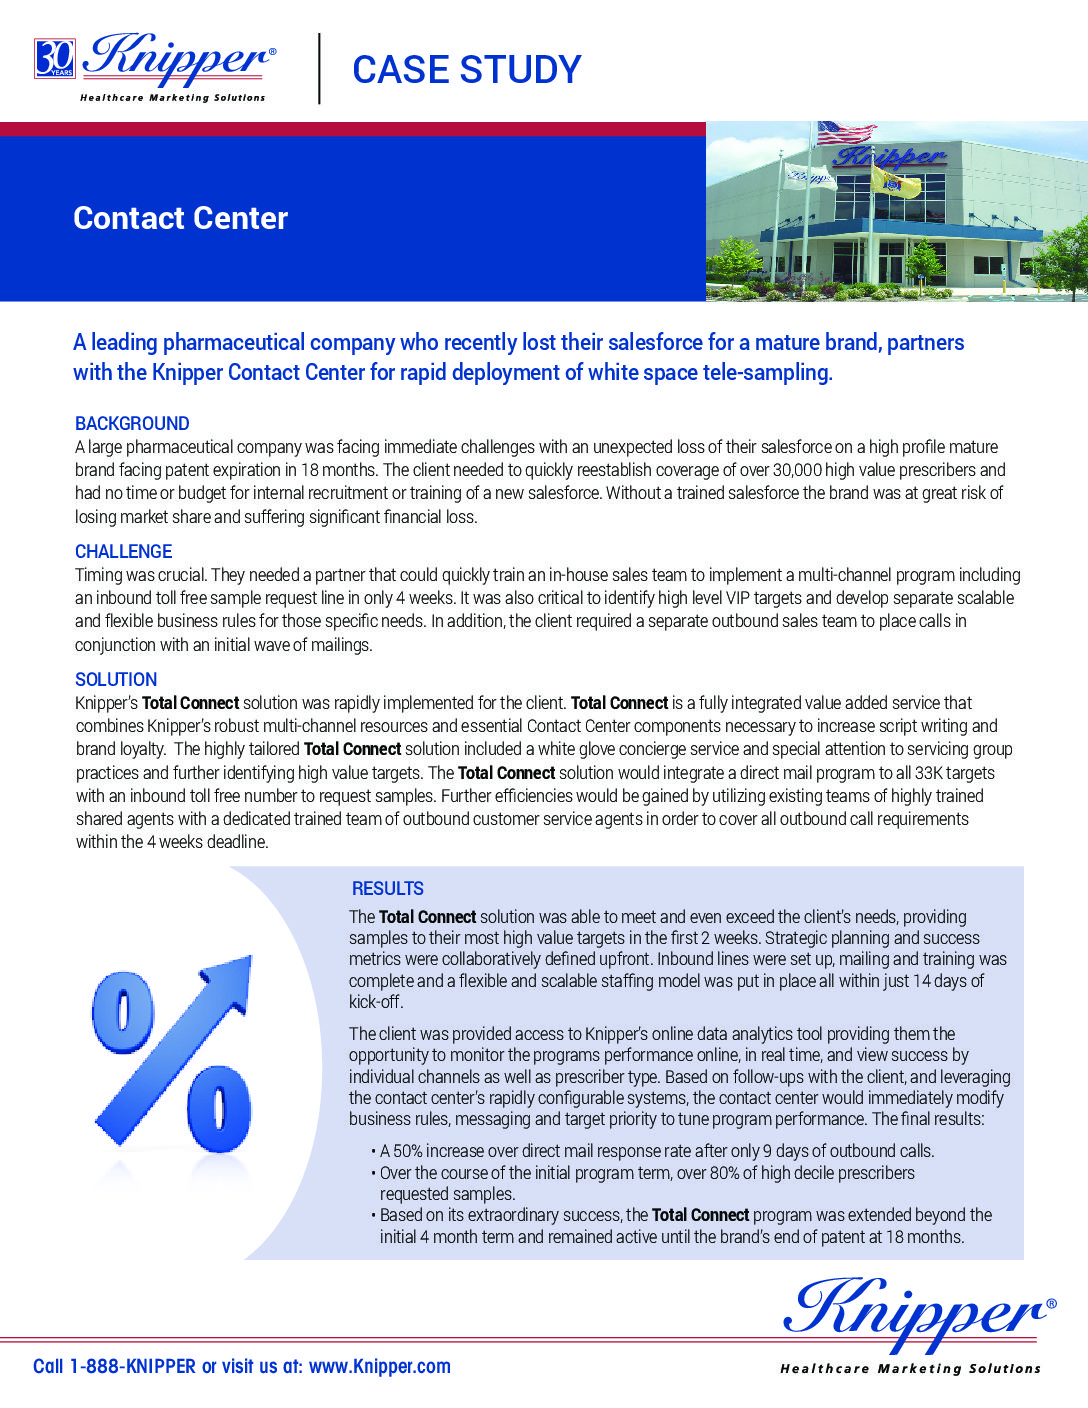 30
YEARS
Knipper®
Healthcare Marketing Solutions
CASE STUDY
Contact Center
Knipper
Knipper
A leading pharmaceutical company who recently lost their salesforce for a mature brand, partners
with the Knipper Contact Center for rapid deployment of white space tele-sampling.
BACKGROUND
A large pharmaceutical company was facing immediate challenges with an unexpected loss of their salesforce on a high profile mature
brand facing patent expiration in 18 months. The client needed to quickly reestablish coverage of over 30,000 high value prescribers and
had no time or budget for internal recruitment or training of a new salesforce. Without a trained salesforce the brand was at great risk of
losing market share and suffering significant financial loss.
CHALLENGE
Timing was crucial. They needed a partner that could quickly train an in-house sales team to implement a multi-channel program including
an inbound toll free sample request line in only 4 weeks. It was also critical to identify high level VIP targets and develop separate scalable
and flexible business rules for those specific needs. In addition, the client required a separate outbound sales team to place calls in
conjunction with an initial wave of mailings.
SOLUTION
Knipper's Total Connect solution was rapidly implemented for the client. Total Connect is a fully integrated value added service that
combines Knipper's robust multi-channel resources and essential Contact Center components necessary to increase script writing and
brand loyalty. The highly tailored Total Connect solution included a white glove concierge service and special attention to servicing group
practices and further identifying high value targets. The Total Connect solution would integrate a direct mail program to all 33K targets
with an inbound toll free number to request samples. Further efficiencies would be gained by utilizing existing teams of highly trained
shared agents with a dedicated trained team of outbound customer service agents in order to cover all outbound call requirements
within the 4 weeks deadline.
RESULTS
The Total Connect solution was able to meet and even exceed the client's needs, providing
samples to their most high value targets in the first 2 weeks. Strategic planning and success
metrics were collaboratively defined upfront. Inbound lines were set up, mailing and training was
complete and a flexible and scalable staffing model was put in place all within just 14 days of
kick-off.
The client was provided access to Knipper's online data analytics tool providing them the
opportunity to monitor the programs performance online, in real time, and view success by
individual channels as well as prescriber type. Based on follow-ups with the client, and leveraging
the contact center's rapidly configurable systems, the contact center would immediately modify
business rules, messaging and target priority to tune program performance. The final results:
• A 50% increase over direct mail response rate after only 9 days of outbound calls.
• Over the course of the initial program term, over 80% of high decile prescribers
requested samples.
• Based on its extraordinary success, the Total Connect program was extended beyond the
initial 4 month term and remained active until the brand's end of patent at 18 months.
Knipper®
Healthcare Marketing Solutions
Call 1-888-KNIPPER or visit us at: www.Knipper.com